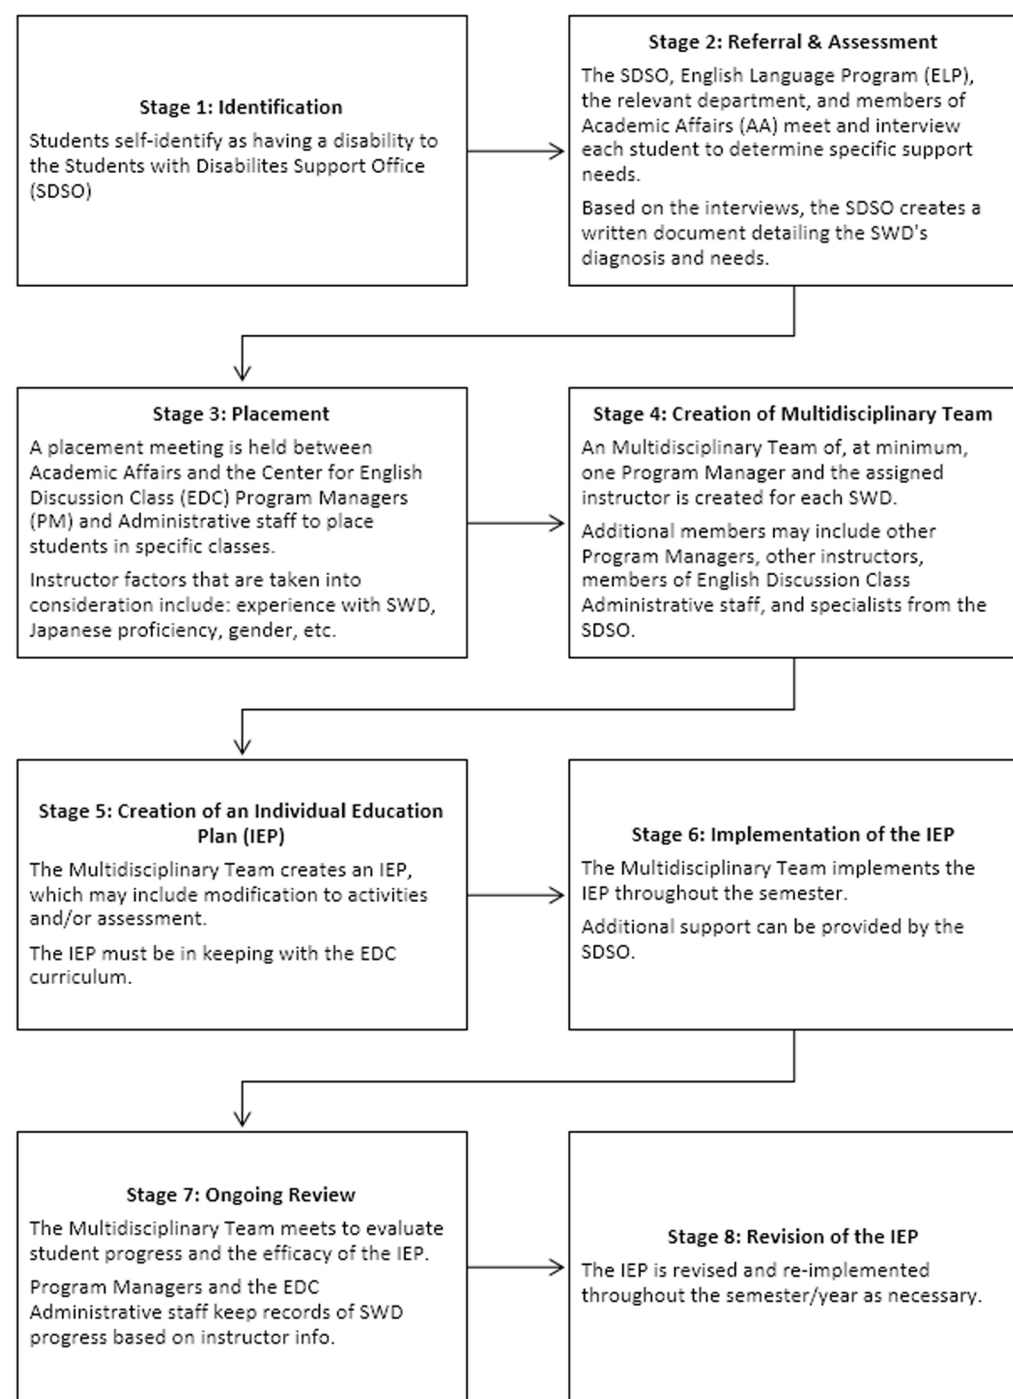 Stage 1: Identification
Students self-identify as having a disability to
the Students with Disabilites Support Office
(SDSO)
Stage 2: Referral & Assessment
The SDSO, English Language Program (ELP),
the relevant department, and members of
Academic Affairs (AA) meet and interview
each student to determine specific support
needs.
Based on the interviews, the SDSO creates a
written document detailing the SWD's
diagnosis and needs.
Stage 3: Placement
A placement meeting is held between
Academic Affairs and the Center for English
Discussion Class (EDC) Program Managers
(PM) and Administrative staff to place
students in specific classes.
Instructor factors that are taken into
consideration include: experience with SWD,
Japanese proficiency, gender, etc.
Stage 4: Creation of Multidisciplinary Team
An Multidisciplinary Team of, at minimum,
one Program Manager and the assigned
instructor is created for each SWD.
Additional members may include other
Program Managers, other instructors,
members of English Discussion Class
Administrative staff, and specialists from the
SDSO.
Stage 5: Creation of an Individual Education
Plan (IEP)
The Multidisciplinary Team creates an IEP,
which may include modification to activities
and/or assessment.
The IEP must be in keeping with the EDC
curriculum.
Stage 6: Implementation of the IEP
The Multidisciplinary Team implements the
IEP throughout the semester.
Additional support can be provided by the
SDSO.
Stage 7: Ongoing Review
The Multidisciplinary Team meets to evaluate
student progress and the efficacy of the IEP.
Program Managers and the EDC
Administrative staff keep records of SWD
progress based on instructor info.
Stage 8: Revision of the IEP
The IEP is revised and re-implemented
throughout the semester/year as necessary.